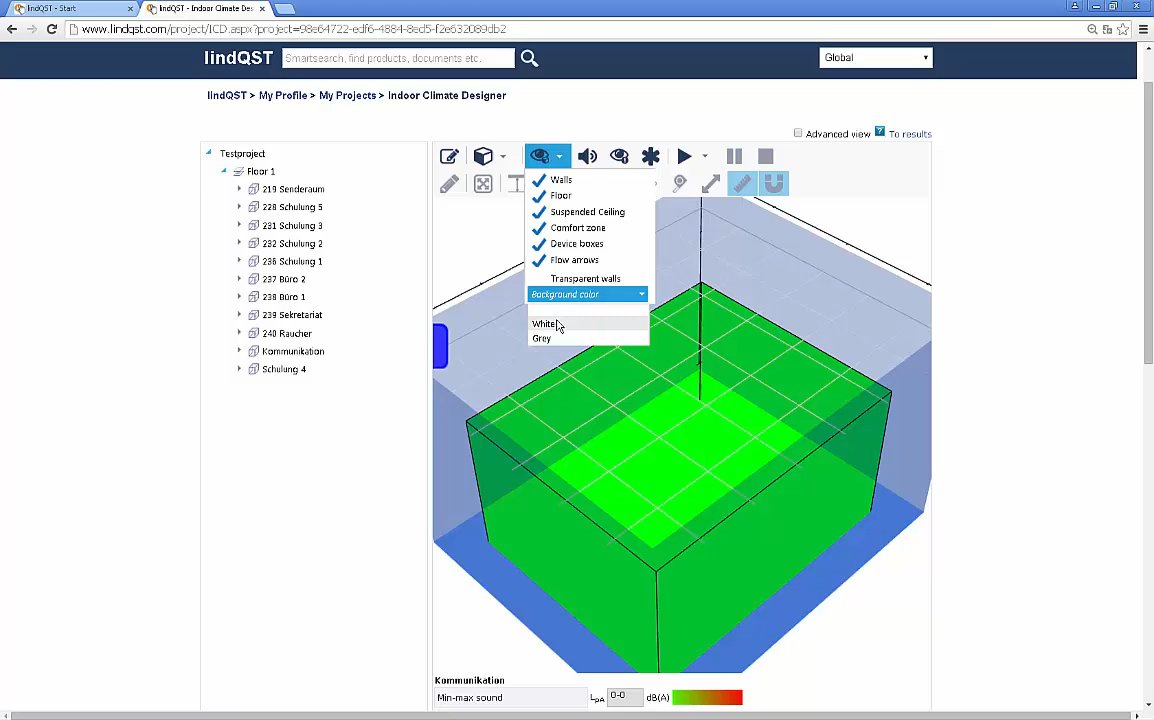 lindQST - Start
lindQST - Indoor Climate Des
www.lindqst.com/project/ICD.aspx?project=98e64722-edf6-4884-8ed5-f2e632089db2
lindQST
Smartsearch, find products, documents etc.
Global
lindQST > My Profile > My Projects > Indoor Climate Designer
Advanced view
? To results
Testproject
Floor 1
219 Senderaum
228 Schulung 5
231 Schulung 3
232 Schulung 2
236 Schulung 1
237 Büro 2
238 Büro 1
239 Sekretariat
240 Raucher
Kommunikation
Schulung 4
Walls
Floor
Suspended Ceiling
Comfort zone
Device boxes
Flow arrows
Transparent walls
Background color
White
Grey
Kommunikation
Min-max sound LpA 0-0 dB(A)